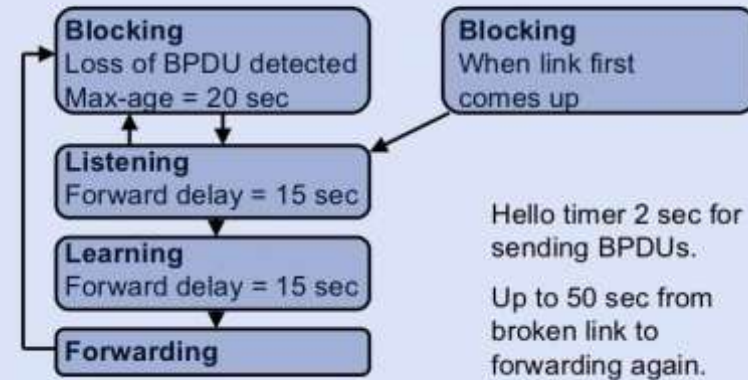 Blocking
Loss of BPDU detected
Max-age = 20 sec
Blocking
When link first
comes up
Listening
Forward delay = 15 sec
Learning
Forward delay = 15 sec
Forwarding
Hello timer 2 sec for
sending BPDUs.
Up to 50 sec from
broken link to
forwarding again.